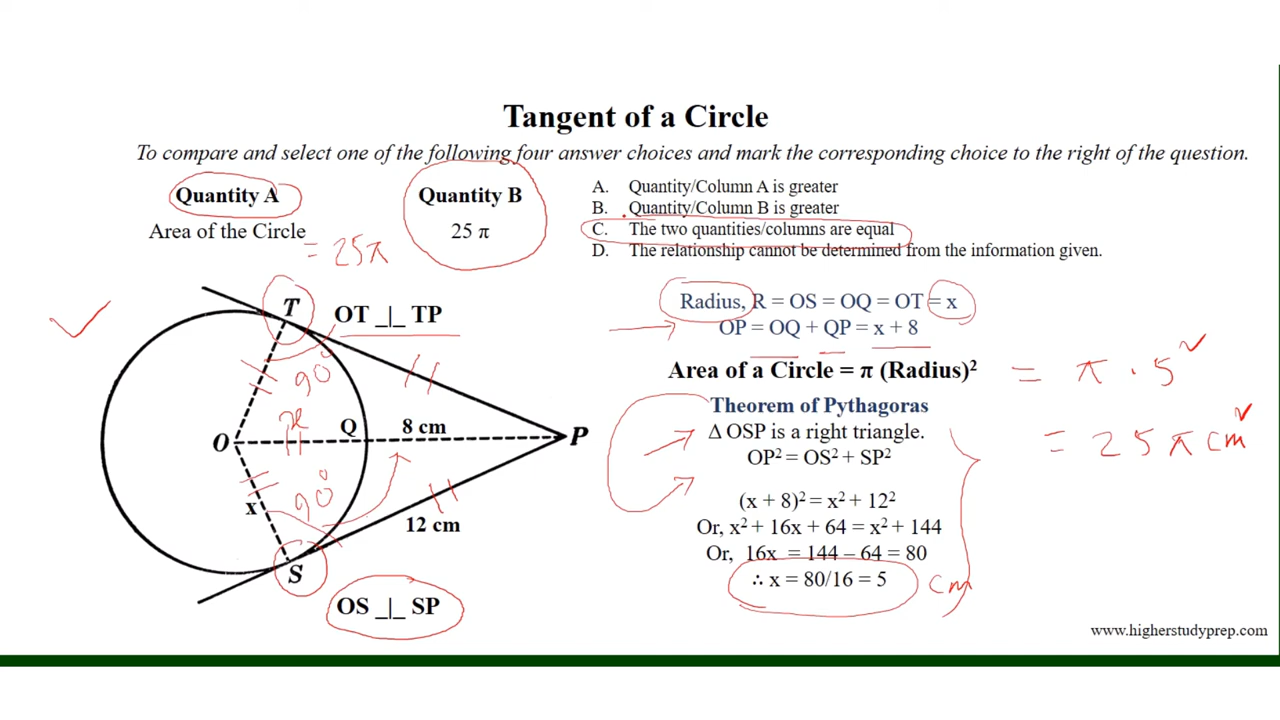 Tangent of a Circle
To compare and select one of the following four answer choices and mark the corresponding choice to the right of the question.
Quantity A
Area of the Circle
= 25π
Quantity B
25 π
A. Quantity/Column A is greater
B. Quantity/Column B is greater
C. The two quantities/columns are equal
D. The relationship cannot be determined from the information given.
T
OT _|_ TP
90°
x
O
Q
8 cm
P
90°
x
12 cm
S
OS _|_ SP
Radius, R = OS = OQ = OT = x
OP = OQ + QP = x + 8
Area of a Circle = π (Radius)²
= π · 5²
= 25π cm²
Theorem of Pythagoras
Δ OSP is a right triangle.
OP² = OS² + SP²
(x + 8)² = x² + 12²
Or, x² + 16x + 64 = x² + 144
Or, 16x = 144 – 64 = 80
∴ x = 80/16 = 5 cm
www.higherstudyprep.com